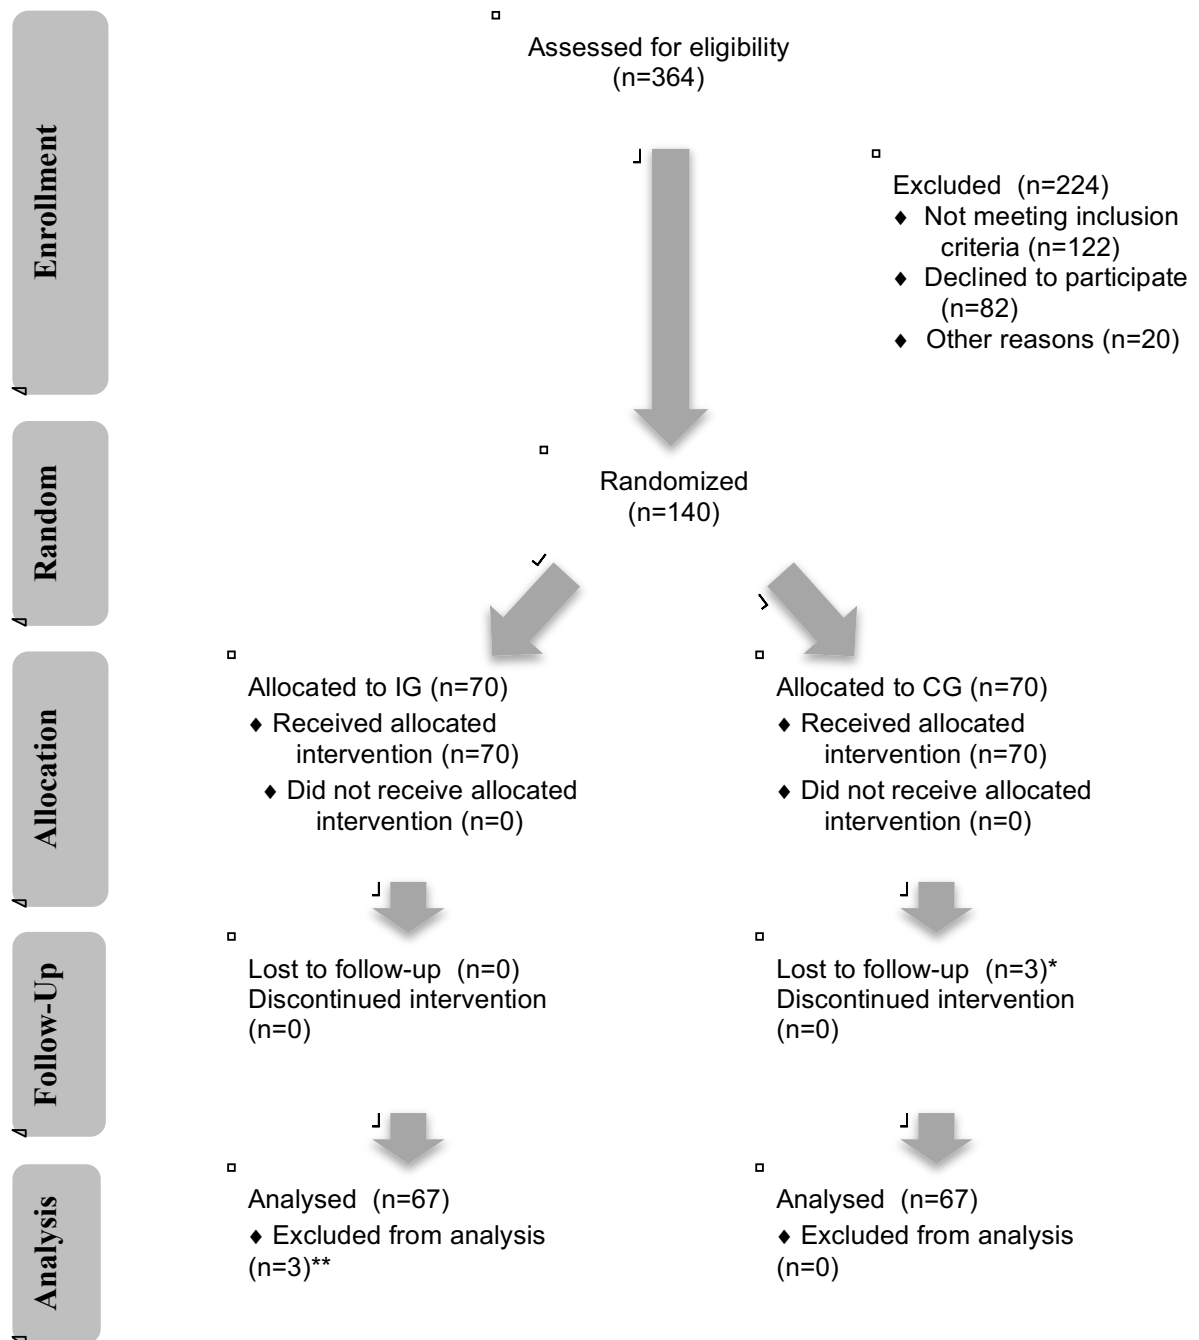 Enrollment
Assessed for eligibility
(n=364)
Excluded (n=224)
♦ Not meeting inclusion
criteria (n=122)
♦ Declined to participate
(n=82)
♦ Other reasons (n=20)
Random
Randomized
(n=140)
Allocation
Allocated to IG (n=70)
♦ Received allocated
intervention (n=70)
♦ Did not receive allocated
intervention (n=0)
Allocated to CG (n=70)
♦ Received allocated
intervention (n=70)
♦ Did not receive allocated
intervention (n=0)
Follow-Up
Lost to follow-up (n=0)
Discontinued intervention
(n=0)
Lost to follow-up (n=3)*
Discontinued intervention
(n=0)
Analysis
Analysed (n=67)
♦ Excluded from analysis
(n=3)**
Analysed (n=67)
♦ Excluded from analysis
(n=0)